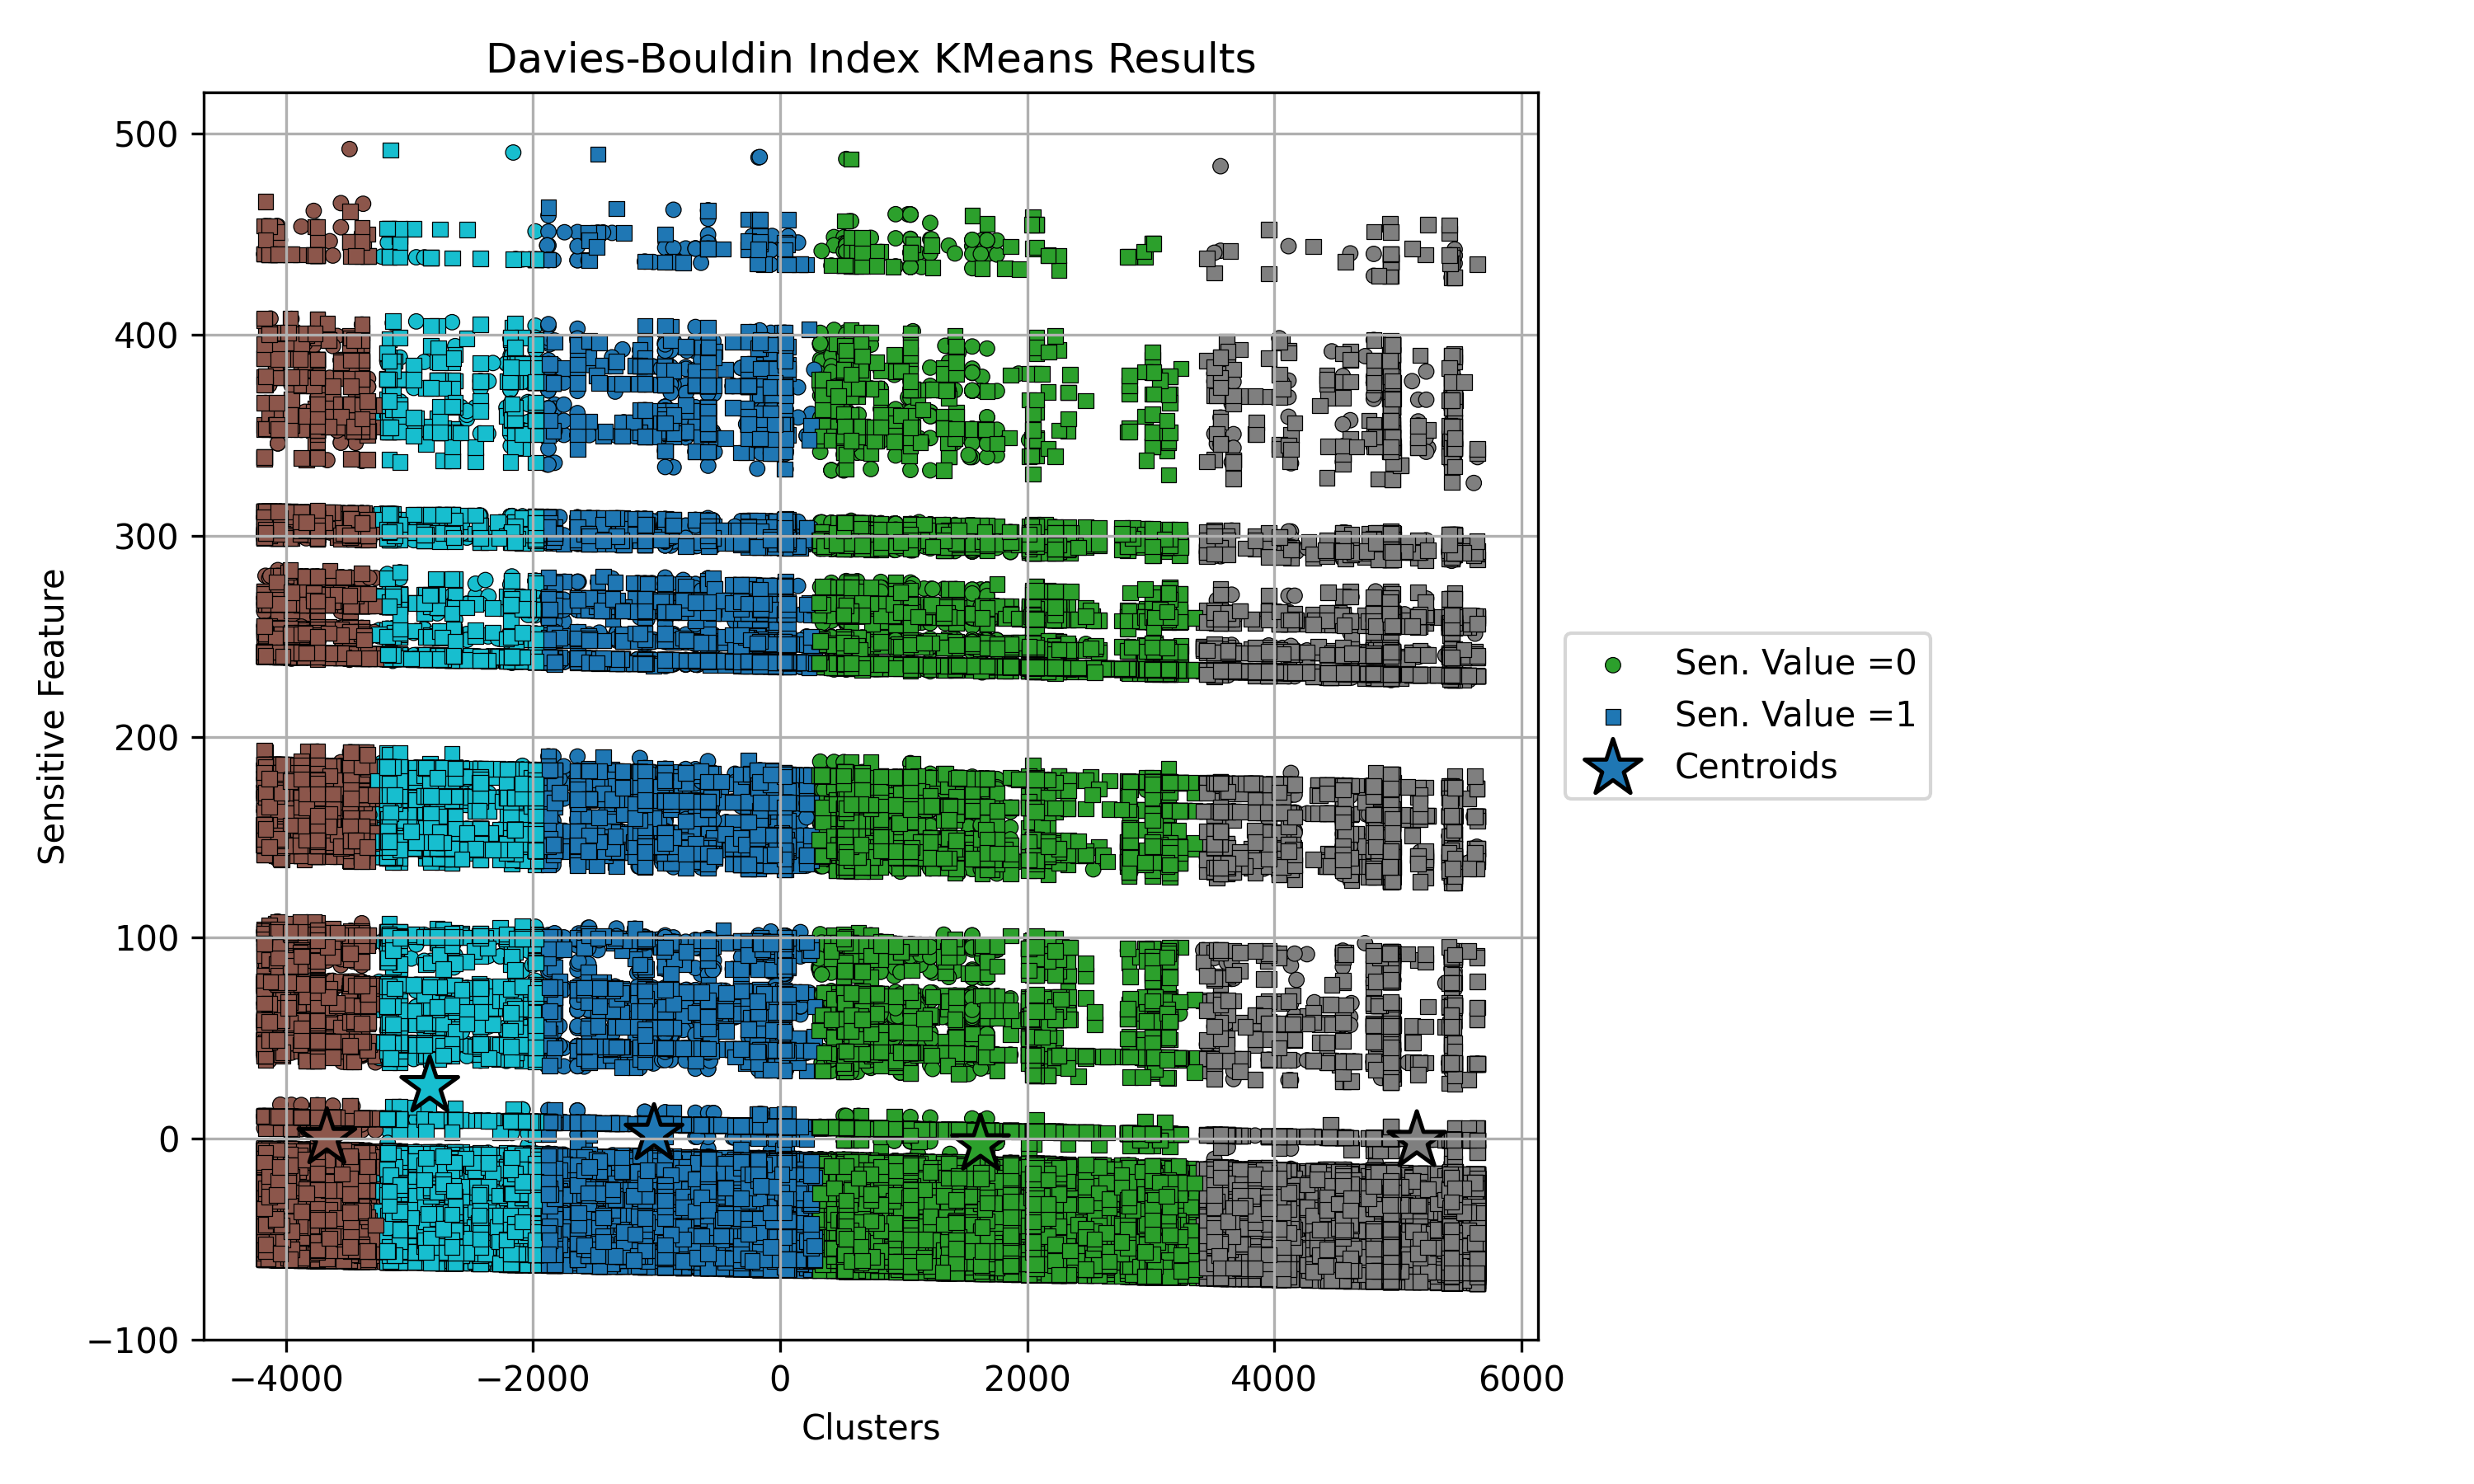 Davies-Bouldin Index KMeans Results
500
400
300
200
100
0
−100
Sensitive Feature
−4000 −2000 0 2000 4000 6000
Clusters
Sen. Value =0
Sen. Value =1
Centroids